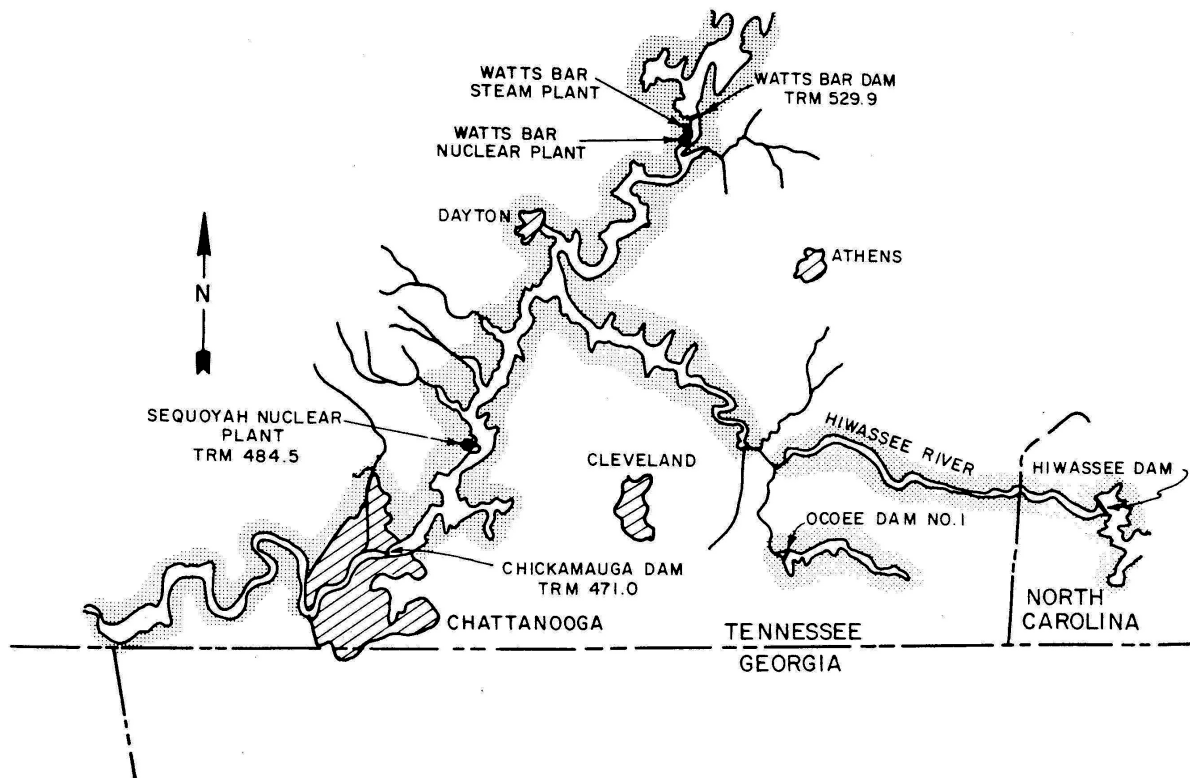 WATTS BAR
STEAM PLANT
WATTS BAR DAM
TRM 529.9
WATTS BAR
NUCLEAR PLANT
DAYTON
ATHENS
N
SEQUOYAH NUCLEAR
PLANT
TRM 484.5
CLEVELAND
HIWASSEE RIVER
HIWASSEE DAM
OCOEE DAM NO. 1
CHICKAMAUGA DAM
TRM 471.0
CHATTANOOGA
NORTH
CAROLINA
TENNESSEE
GEORGIA